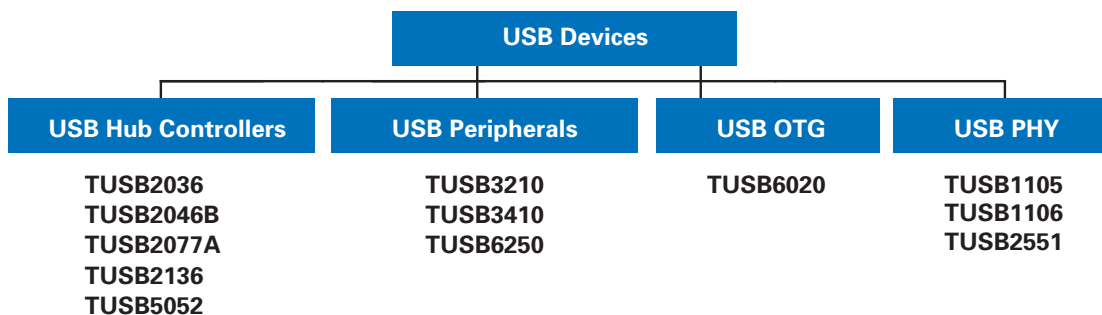 USB Devices
USB Hub Controllers
TUSB2036
TUSB2046B
TUSB2077A
TUSB2136
TUSB5052
USB Peripherals
TUSB3210
TUSB3410
TUSB6250
USB OTG
TUSB6020
USB PHY
TUSB1105
TUSB1106
TUSB2551